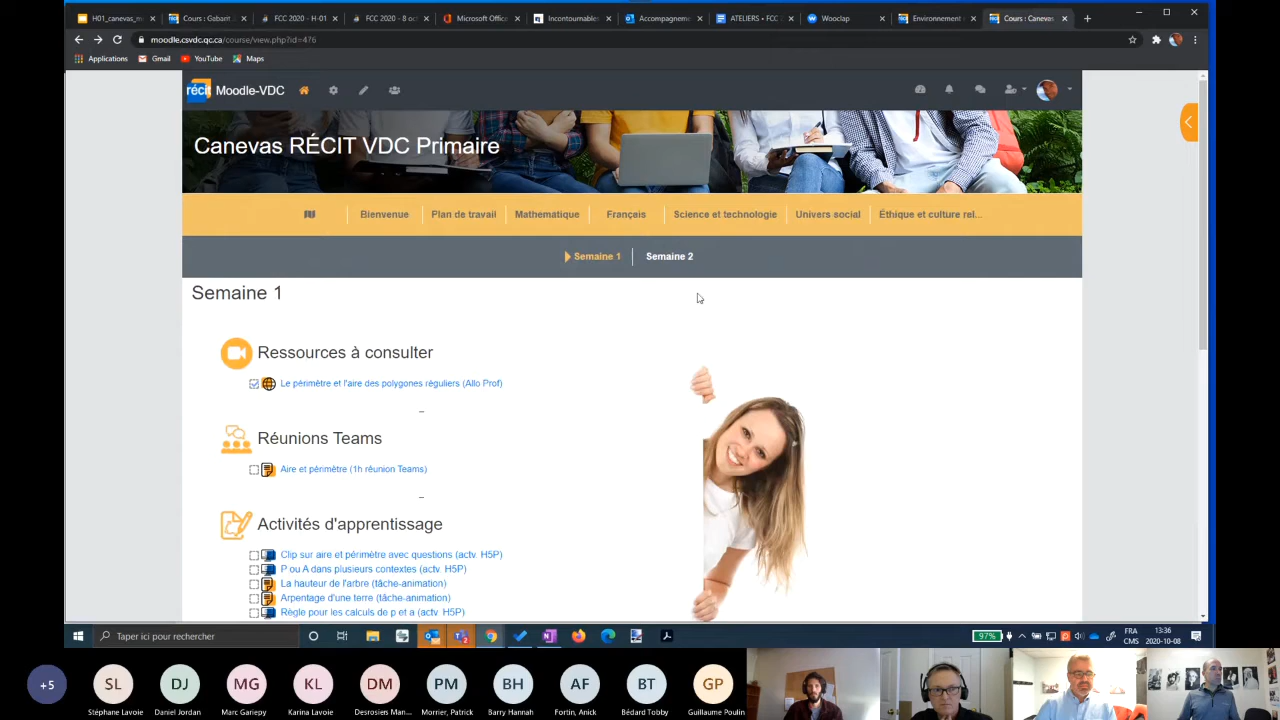 H01_canevas_m
Cours : Gabarit
FCC 2020 - H-01
FCC 2020 - 8 oct
Microsoft Office
Incontournables
Accompagneme
ATELIERS • FCC
Wooclap
Environnement
Cours : Canevas
moodle.csvdc.qc.ca/course/view.php?id=476
Applications Gmail YouTube Maps
récit Moodle-VDC
Canevas RÉCIT VDC Primaire
Bienvenue Plan de travail Mathématique Français Science et technologie Univers social Éthique et culture rel...
Semaine 1 Semaine 2
Semaine 1
Ressources à consulter
Le périmètre et l'aire des polygones réguliers (Allo Prof)
Réunions Teams
Aire et périmètre (1h réunion Teams)
Activités d'apprentissage
Clip sur aire et périmètre avec questions (actv. H5P)
P ou A dans plusieurs contextes (actv. H5P)
La hauteur de l'arbre (tâche-animation)
Arpentage d'une terre (tâche-animation)
Règle pour les calculs de p et a (actv. H5P)
Taper ici pour rechercher
97%
FRA
CMS
13:36
2020-10-08
+5 SL DJ MG KL DM PM BH AF BT GP
Stéphane Lavoie Daniel Jordan Marc Gariepy Karina Lavoie Desrosiers Man... Morrier, Patrick Barry Hannah Fortin, Anick Bédard Tobby Guillaume Poulin